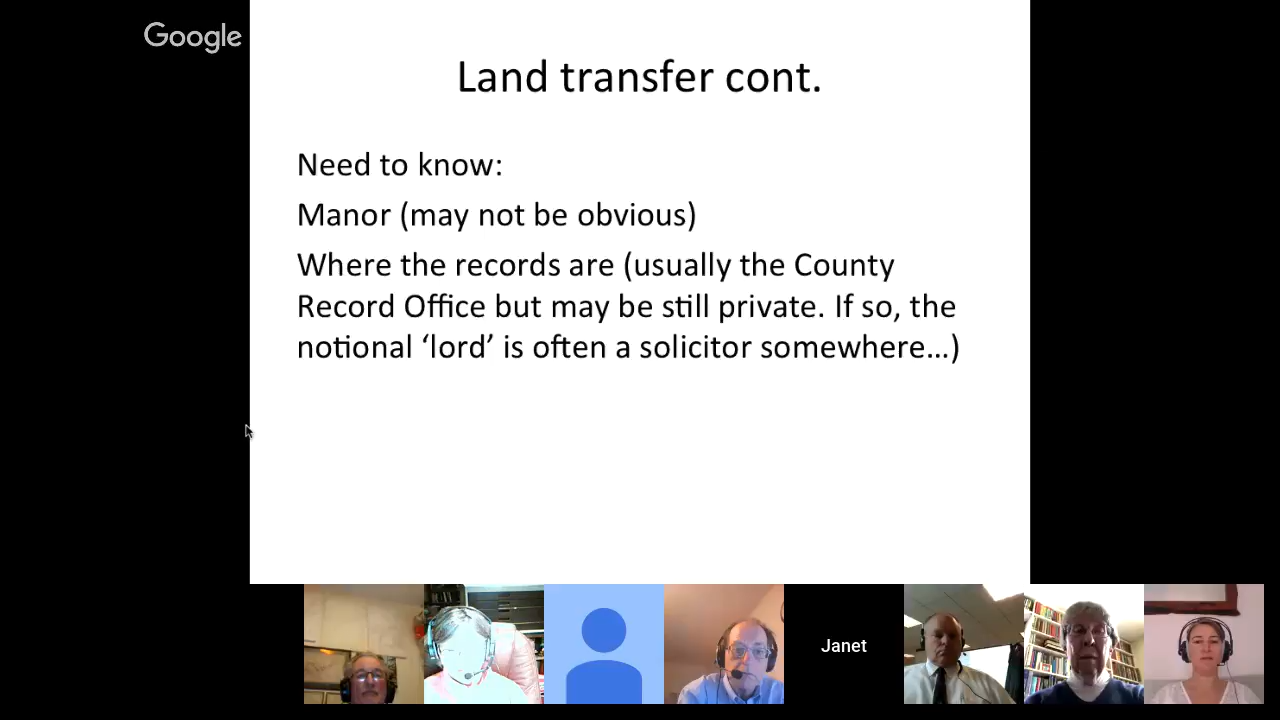 Google
Land transfer cont.
Need to know:
Manor (may not be obvious)
Where the records are (usually the County
Record Office but may be still private. If so, the
notional ‘lord’ is often a solicitor somewhere…)
Janet